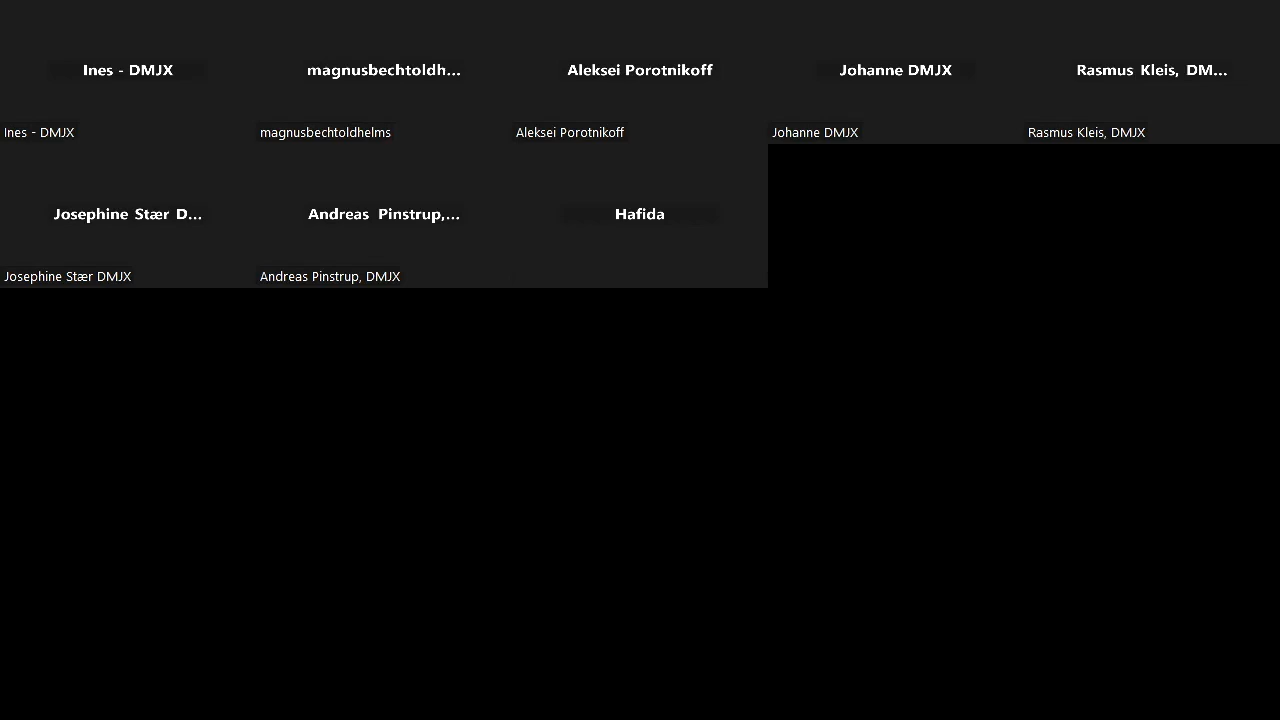 Ines - DMJX
magnusbechtoldh...
Aleksei Porotnikoff
Johanne DMJX
Rasmus Kleis, DM...
Ines - DMJX
magnusbechtoldhelms
Aleksei Porotnikoff
Johanne DMJX
Rasmus Kleis, DMJX
Josephine Stær D...
Andreas Pinstrup,...
Hafida
Josephine Stær DMJX
Andreas Pinstrup, DMJX